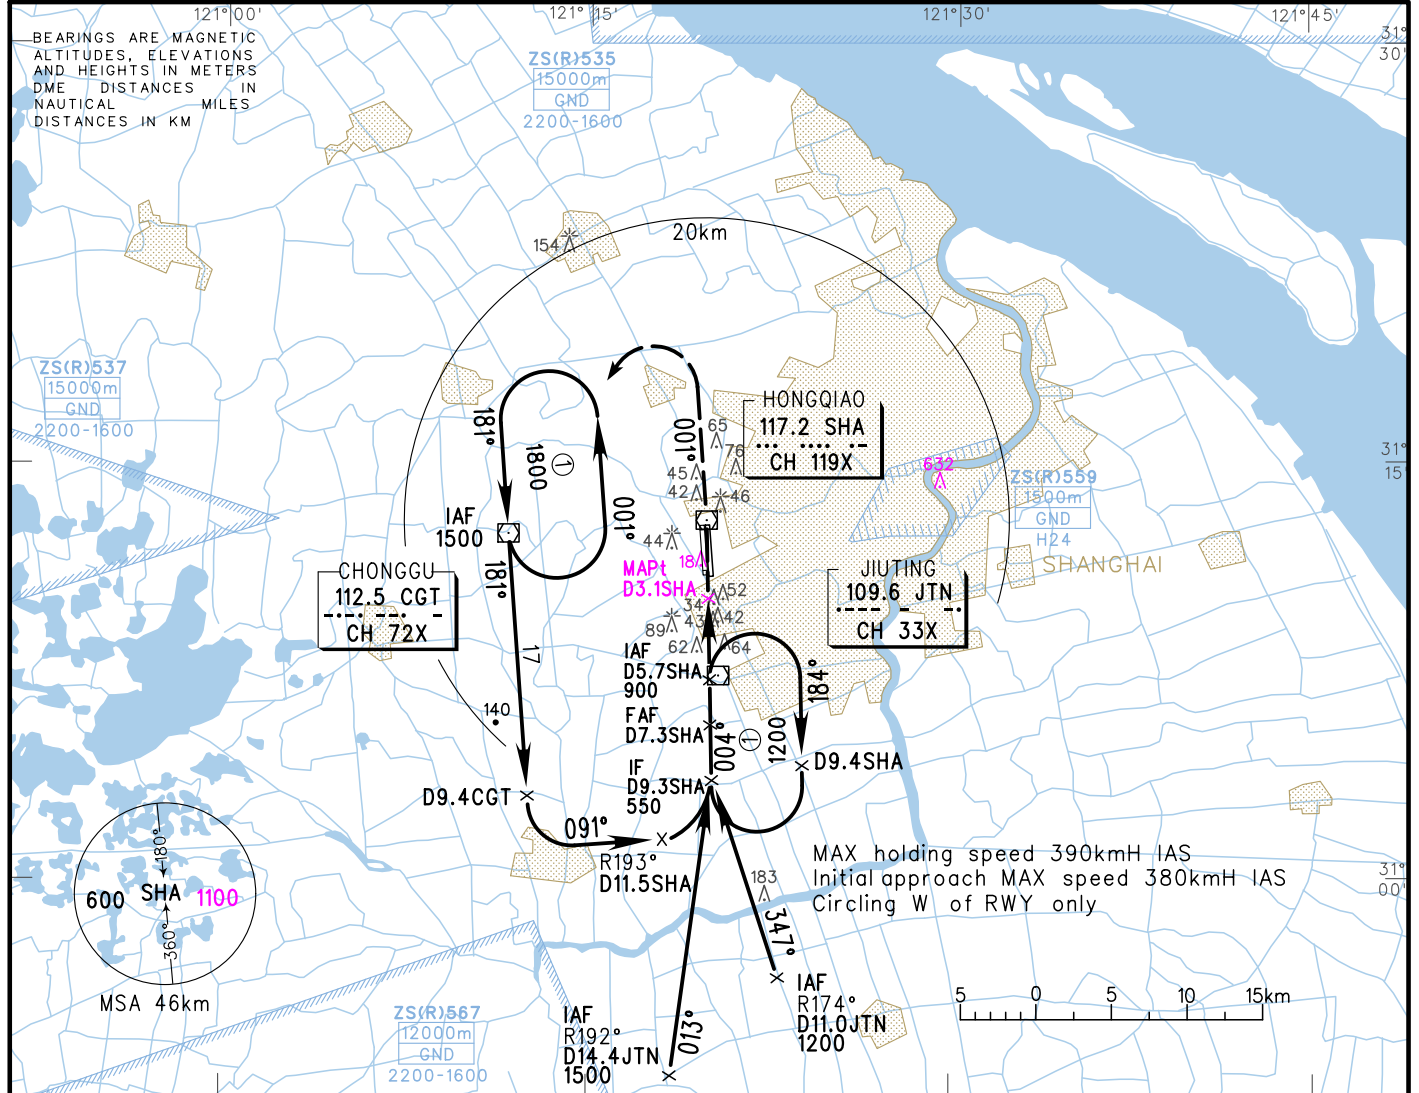 121°00'
121°15'
121°30'
121°45'
31°
30'
BEARINGS ARE MAGNETIC
ALTITUDES, ELEVATIONS
AND HEIGHTS IN METERS
DME DISTANCES IN
NAUTICAL MILES
DISTANCES IN KM
ZS(R)535
15000m
GND
2200-1600
154
20km
ZS(R)537
15000m
GND
2200-1600
HONGQIAO
117.2 SHA
CH 119X
181°
1800
1
001°
001°
65
76
45
42
46
632
31°
15'
ZS(R)559
1500m
GND
H24
IAF
1500
44
18
MAPt
D3.1SHA
SHANGHAI
CHONGGU
112.5 CGT
CH 72X
JIUTING
109.6 JTN
CH 33X
181°
52
34
42
43
89
62
64
17
IAF
D5.7SHA
900
184°
140
FAF
D7.3SHA
004°
1
1200
IF
D9.3SHA
550
D9.4SHA
D9.4CGT
091°
R193°
D11.5SHA
MAX holding speed 390kmH IAS
Initial approach MAX speed 380kmH IAS
Circling W of RWY only
31°
00'
183
347°
180°
600 SHA 1100
360°
MSA 46km
IAF
R174°
D11.0JTN
1200
5 0 5 10 15km
ZS(R)567
12000m
GND
2200-1600
IAF
R192°
D14.4JTN
1500
013°